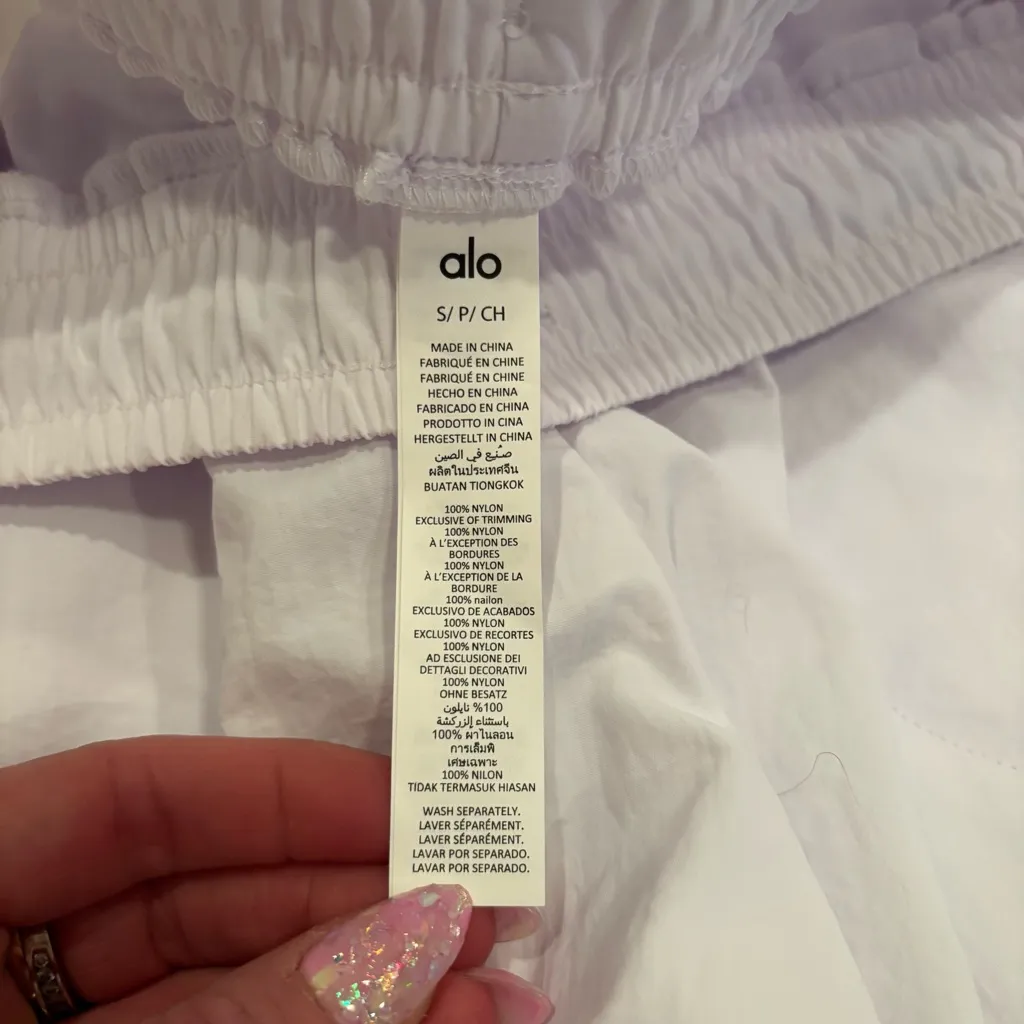 alo
S/ P/ CH
MADE IN CHINA
FABRIQUÉ EN CHINE
FABRIQUÉ EN CHINE
HECHO EN CHINA
FABRICADO EN CHINA
PRODOTTO IN CINA
HERGESTELLT IN CHINA
صُنِع في الصين
ผลิตในประเทศจีน
BUATAN TIONGKOK
100% NYLON
EXCLUSIVE OF TRIMMING
100% NYLON
À L'EXCEPTION DES
BORDURES
100% NYLON
À L'EXCEPTION DE LA
BORDURE
100% nailon
EXCLUSIVO DE ACABADOS
100% NYLON
EXCLUSIVO DE RECORTES
100% NYLON
AD ESCLUSIONE DEI
DETTAGLI DECORATIVI
100% NYLON
OHNE BESATZ
100% نايلون
باستثناء الزركشة
100% ผ้าไนลอน
การเล็มพิ
เศษเฉพาะ
100% NILON
TIDAK TERMASUK HIASAN
WASH SEPARATELY.
LAVER SÉPARÉMENT.
LAVER SÉPARÉMENT.
LAVAR POR SEPARADO.
LAVAR POR SEPARADO.